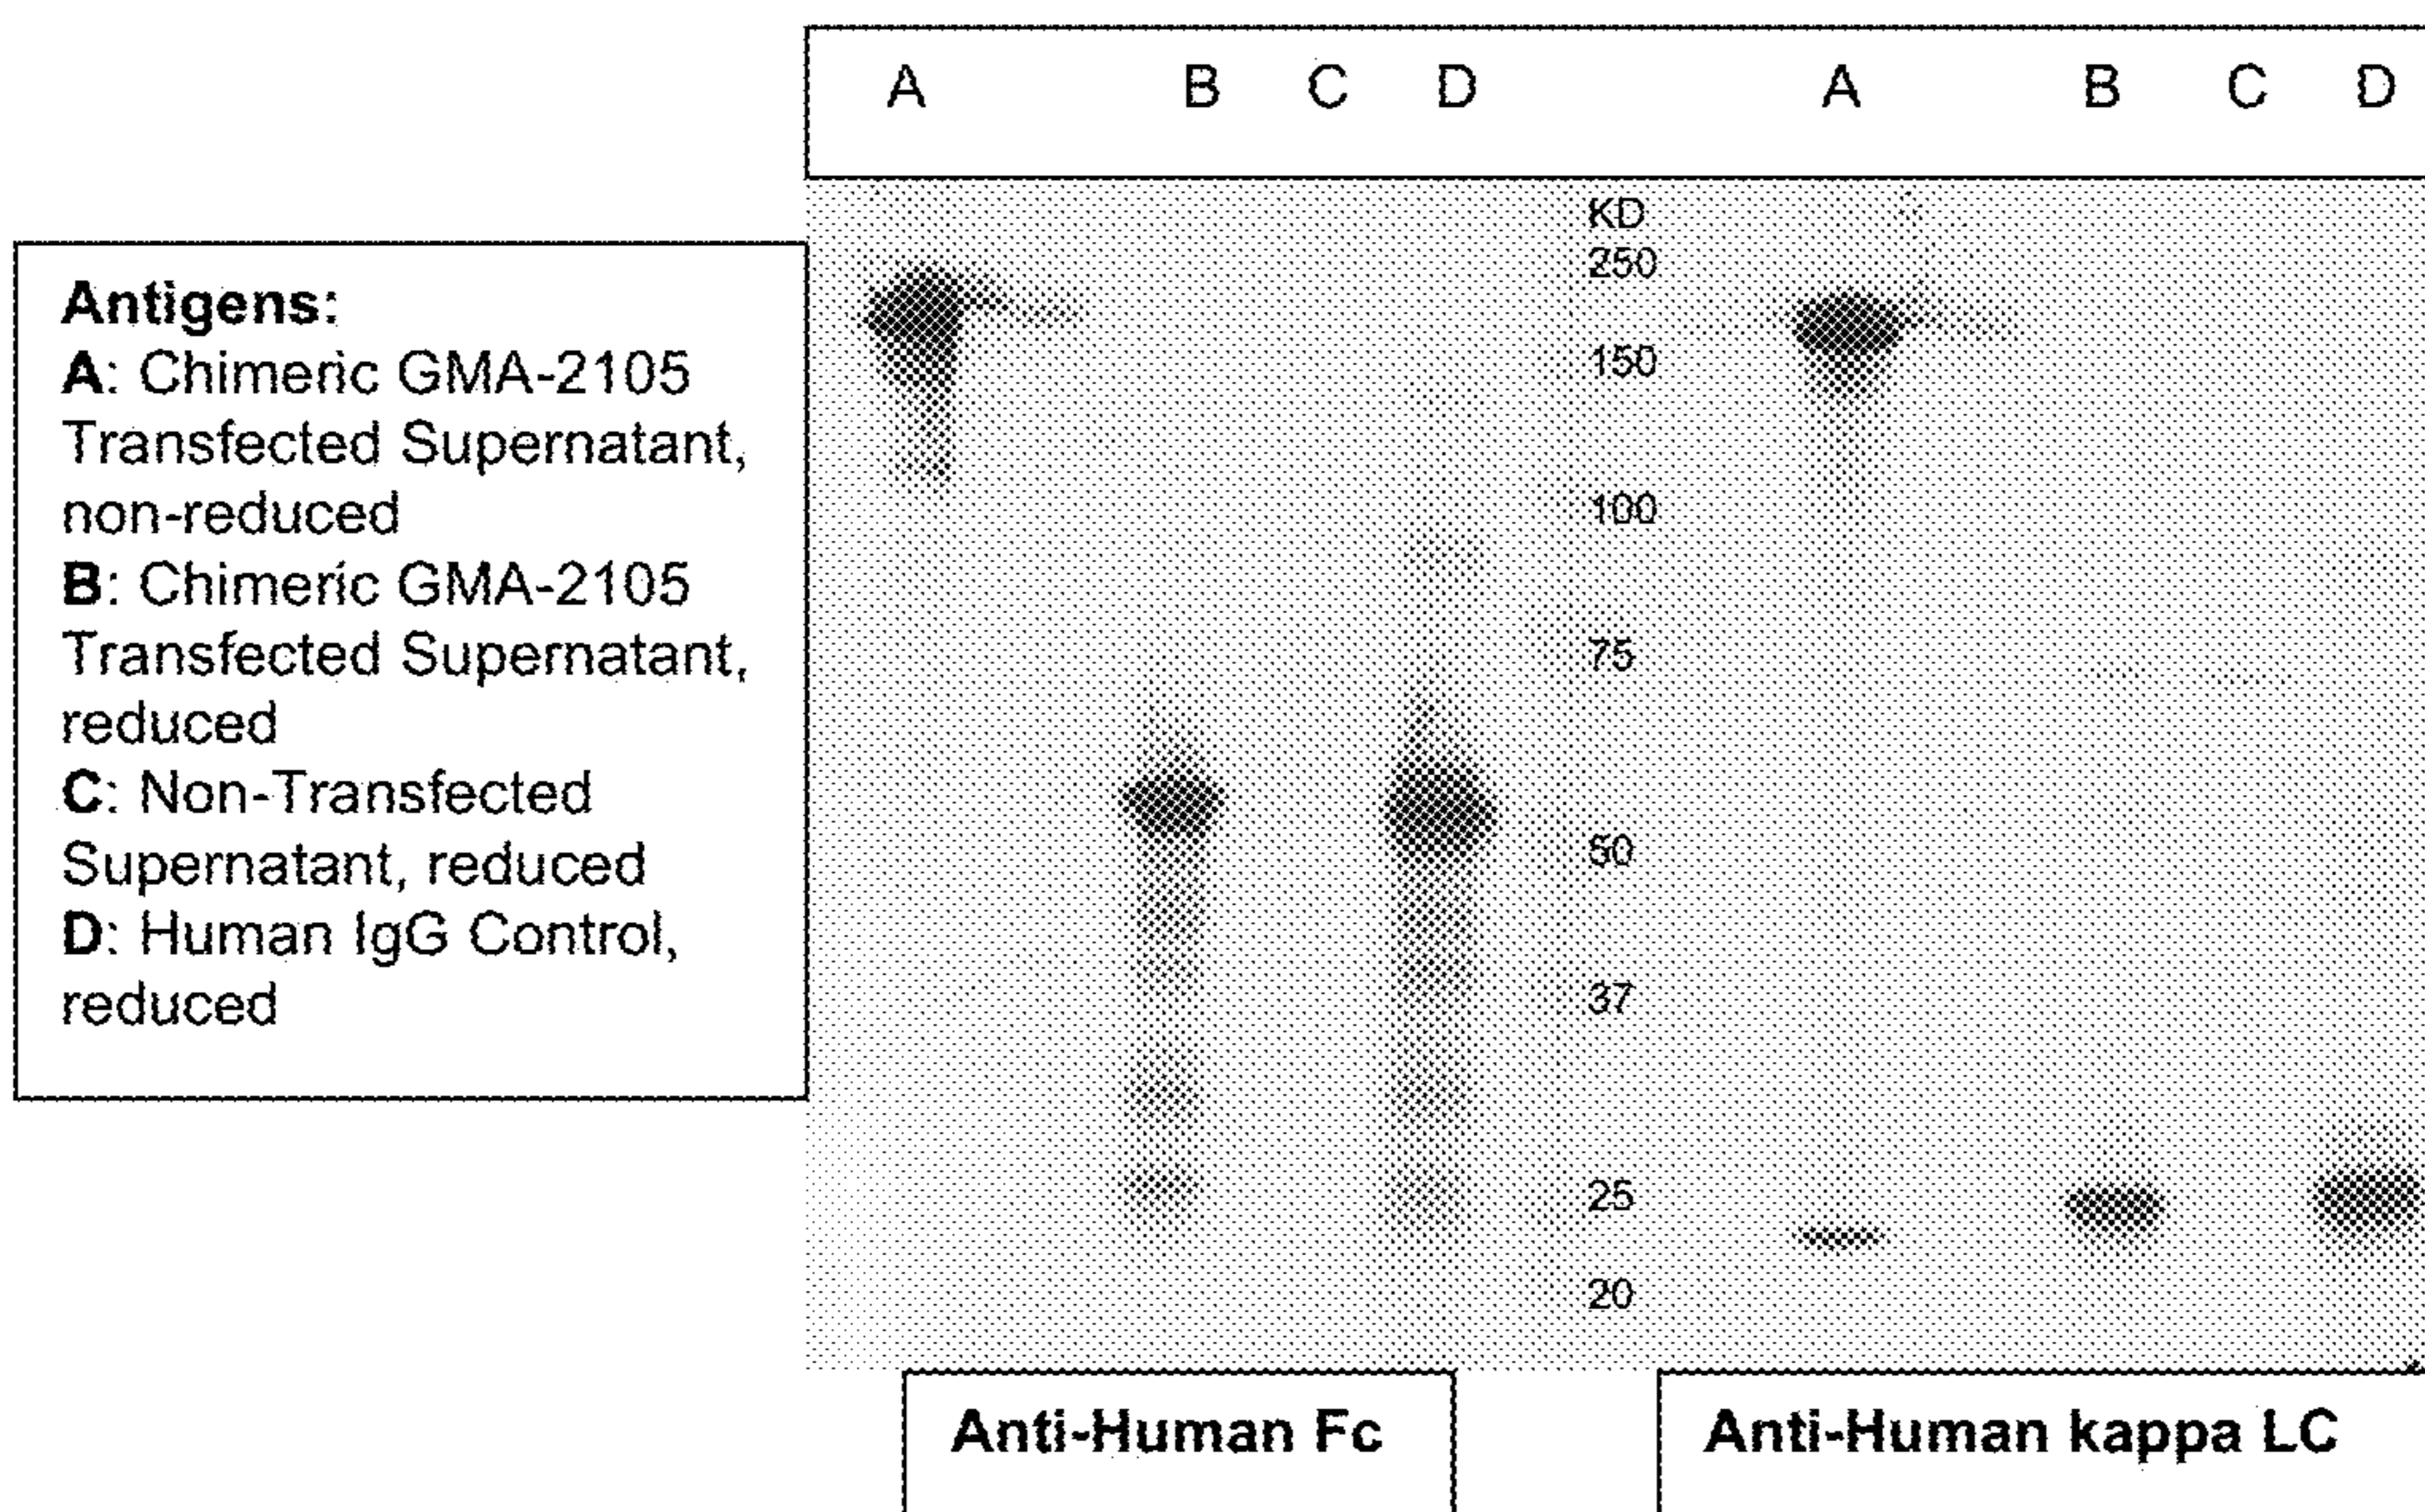 A B C D A B C D
Antigens:
A: Chimeric GMA-2105
Transfected Supernatant,
non-reduced
B: Chimeric GMA-2105
Transfected Supernatant,
reduced
C: Non-Transfected
Supernatant, reduced
D: Human IgG Control,
reduced
KD
250
150
100
75
50
37
25
20
Anti-Human Fc
Anti-Human kappa LC